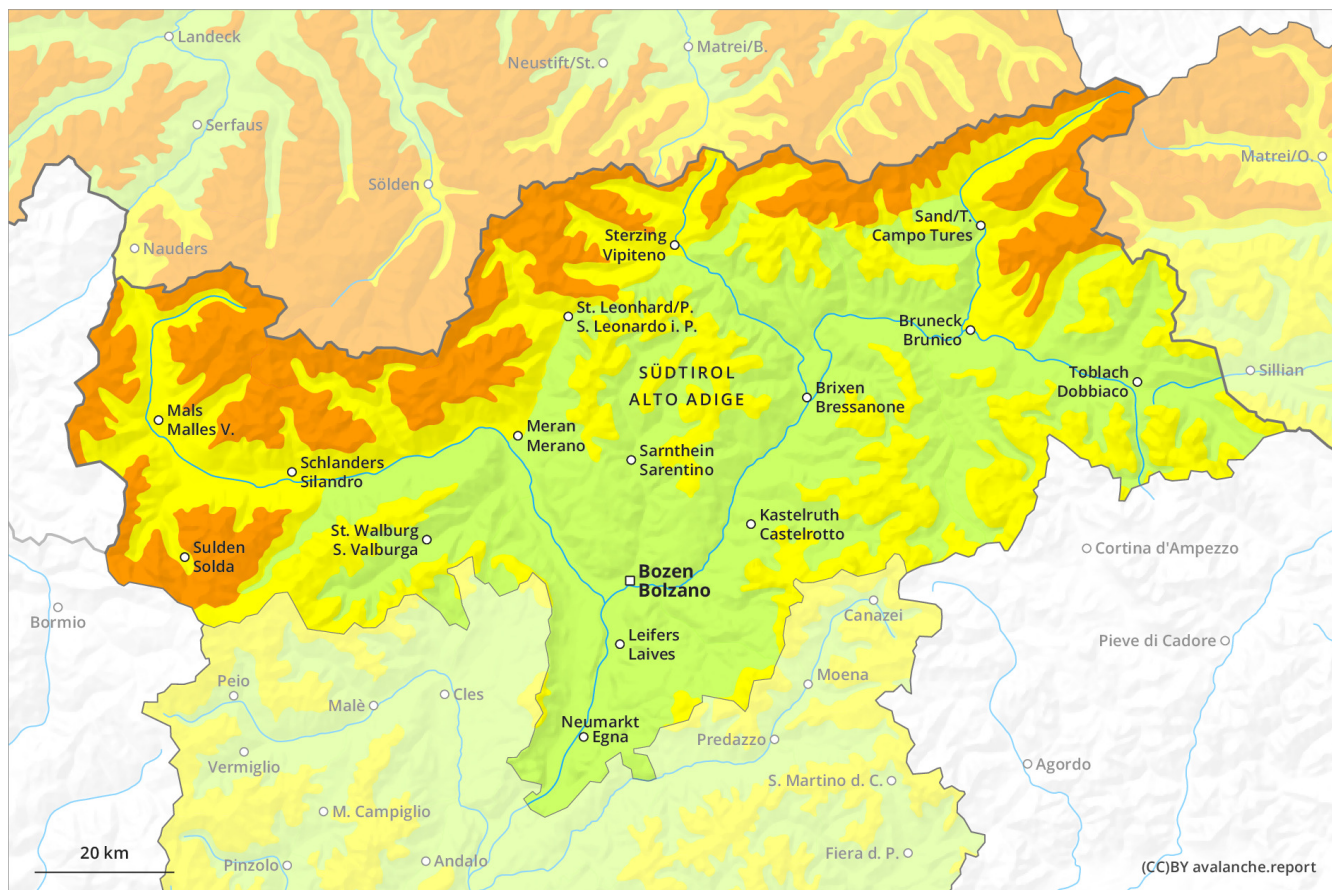 Landeck
Matrei/B.
Neustift/St.
Serfaus
Matrei/O.
Sölden
Sand/T.
Campo Tures
Sterzing
Vipiteno
Nauders
St. Leonhard/P.
S. Leonardo i. P.
Bruneck
Brunico
SÜDTIROL
ALTO ADIGE
Toblach
Dobbiaco
Sillian
Brixen
Bressanone
Mals
Malles V.
Meran
Merano
Sarnthein
Sarentino
Schlanders
Silandro
Kastelruth
Castelrotto
St. Walburg
S. Valburga
Sulden
Solda
Cortina d'Ampezzo
Bozen
Bolzano
Bormio
Canazei
Leifers
Laives
Pieve di Cadore
Peio
Moena
Malè
Cles
Neumarkt
Egna
Predazzo
Vermiglio
Agordo
S. Martino d. C.
M. Campiglio
20 km
Pinzolo
Andalo
Fiera d. P.
(CC)BY avalanche.report